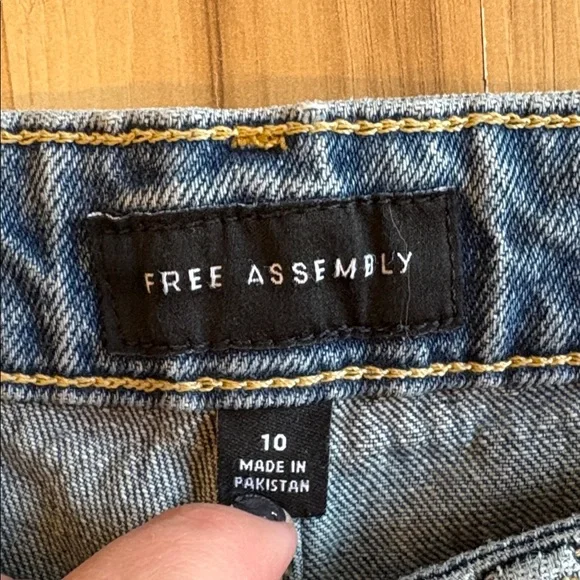 FREE ASSEMBLY
10
MADE IN
PAKISTAN